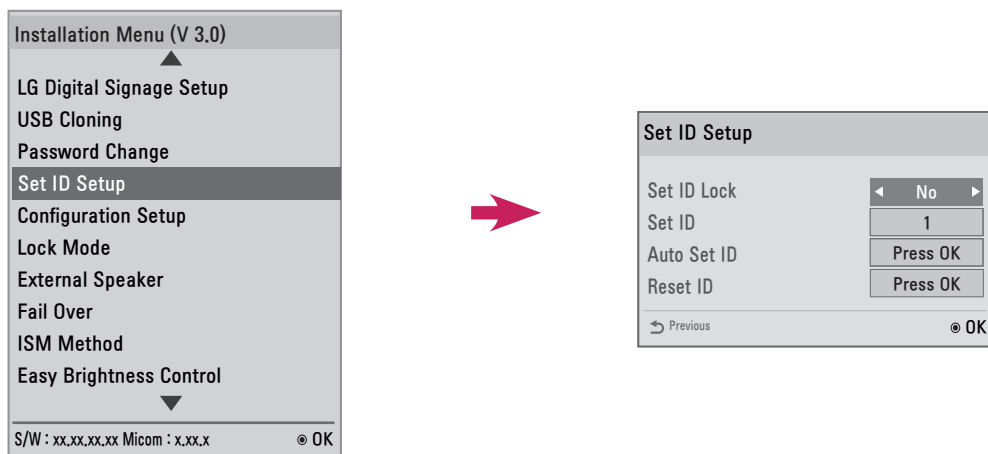 Installation Menu (V 3.0)
LG Digital Signage Setup
USB Cloning
Password Change
Set ID Setup
Configuration Setup
Lock Mode
External Speaker
Fail Over
ISM Method
Easy Brightness Control
S/W : xx.xx.xx.xx Micom : x.xx.x OK
Set ID Setup
Set ID Lock No
Set ID 1
Auto Set ID Press OK
Reset ID Press OK
Previous OK